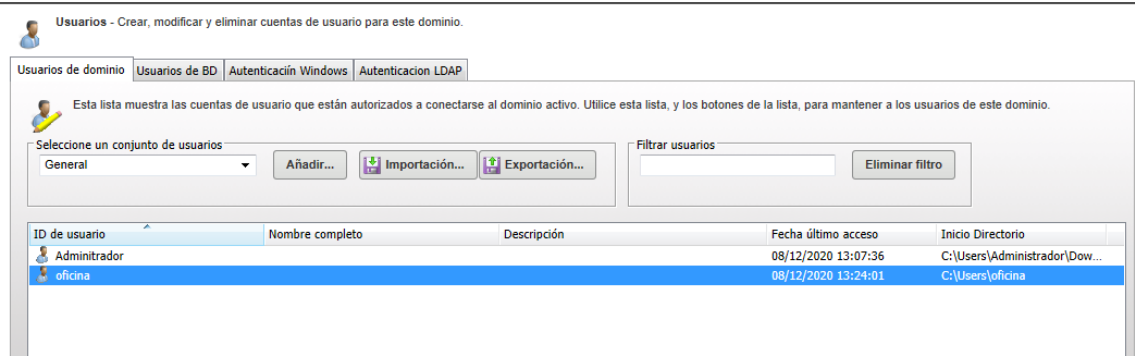 Usuarios - Crear, modificar y eliminar cuentas de usuario para este dominio.
Usuarios de dominio Usuarios de BD Autenticaciín Windows Autenticacion LDAP
Esta lista muestra las cuentas de usuario que están autorizados a conectarse al dominio activo. Utilice esta lista, y los botones de la lista, para mantener a los usuarios de este dominio.
Seleccione un conjunto de usuarios Filtrar usuarios
General Añadir... Importación... Exportación... Eliminar filtro
ID de usuario Nombre completo Descripción Fecha último acceso Inicio Directorio
Adminitrador 08/12/2020 13:07:36 C:\Users\Administrador\Dow...
oficina 08/12/2020 13:24:01 C:\Users\oficina